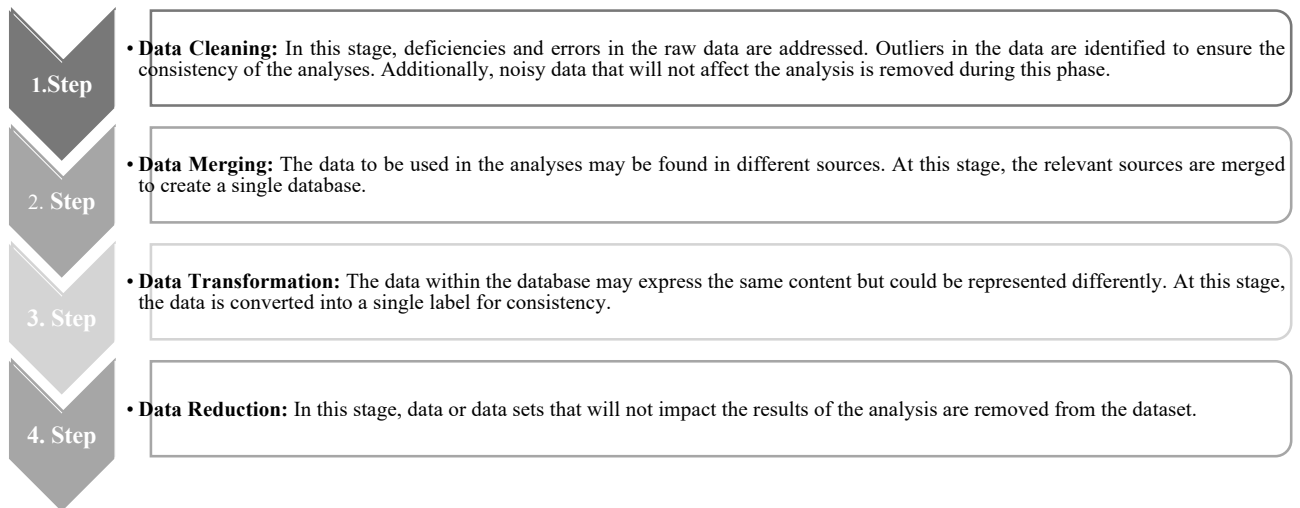 1.Step
• Data Cleaning: In this stage, deficiencies and errors in the raw data are addressed. Outliers in the data are identified to ensure the
consistency of the analyses. Additionally, noisy data that will not affect the analysis is removed during this phase.
2. Step
• Data Merging: The data to be used in the analyses may be found in different sources. At this stage, the relevant sources are merged
to create a single database.
3. Step
• Data Transformation: The data within the database may express the same content but could be represented differently. At this stage,
the data is converted into a single label for consistency.
4. Step
• Data Reduction: In this stage, data or data sets that will not impact the results of the analysis are removed from the dataset.